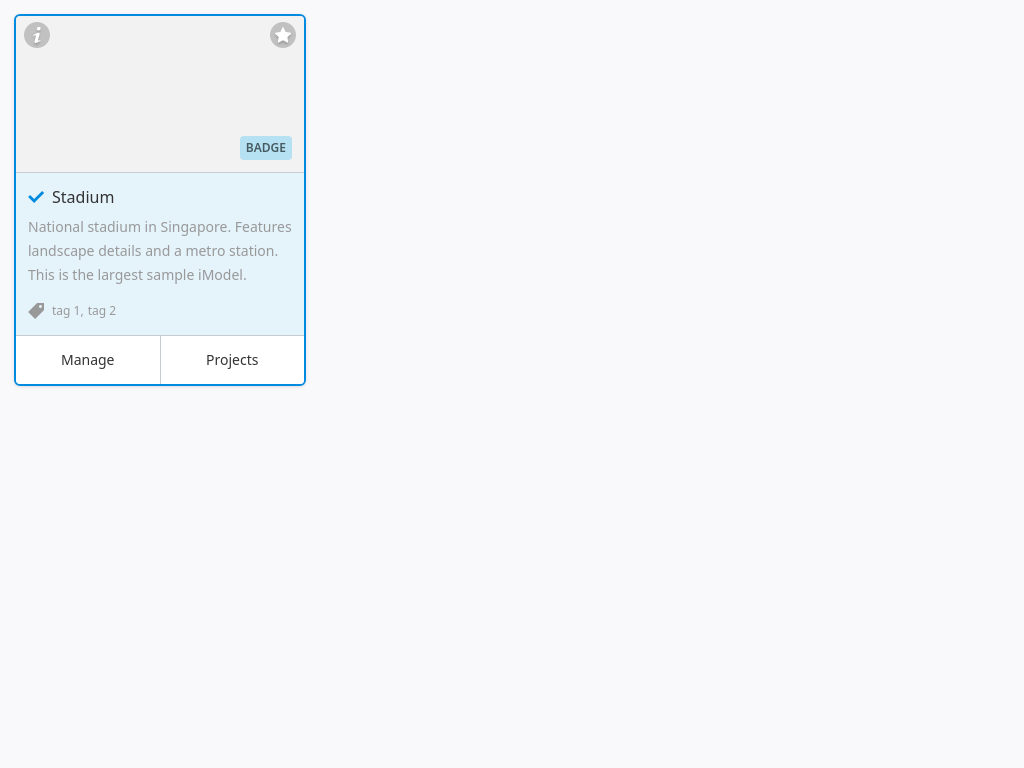 BADGE
Stadium
National stadium in Singapore. Features
landscape details and a metro station.
This is the largest sample iModel.
tag 1, tag 2
Manage
Projects